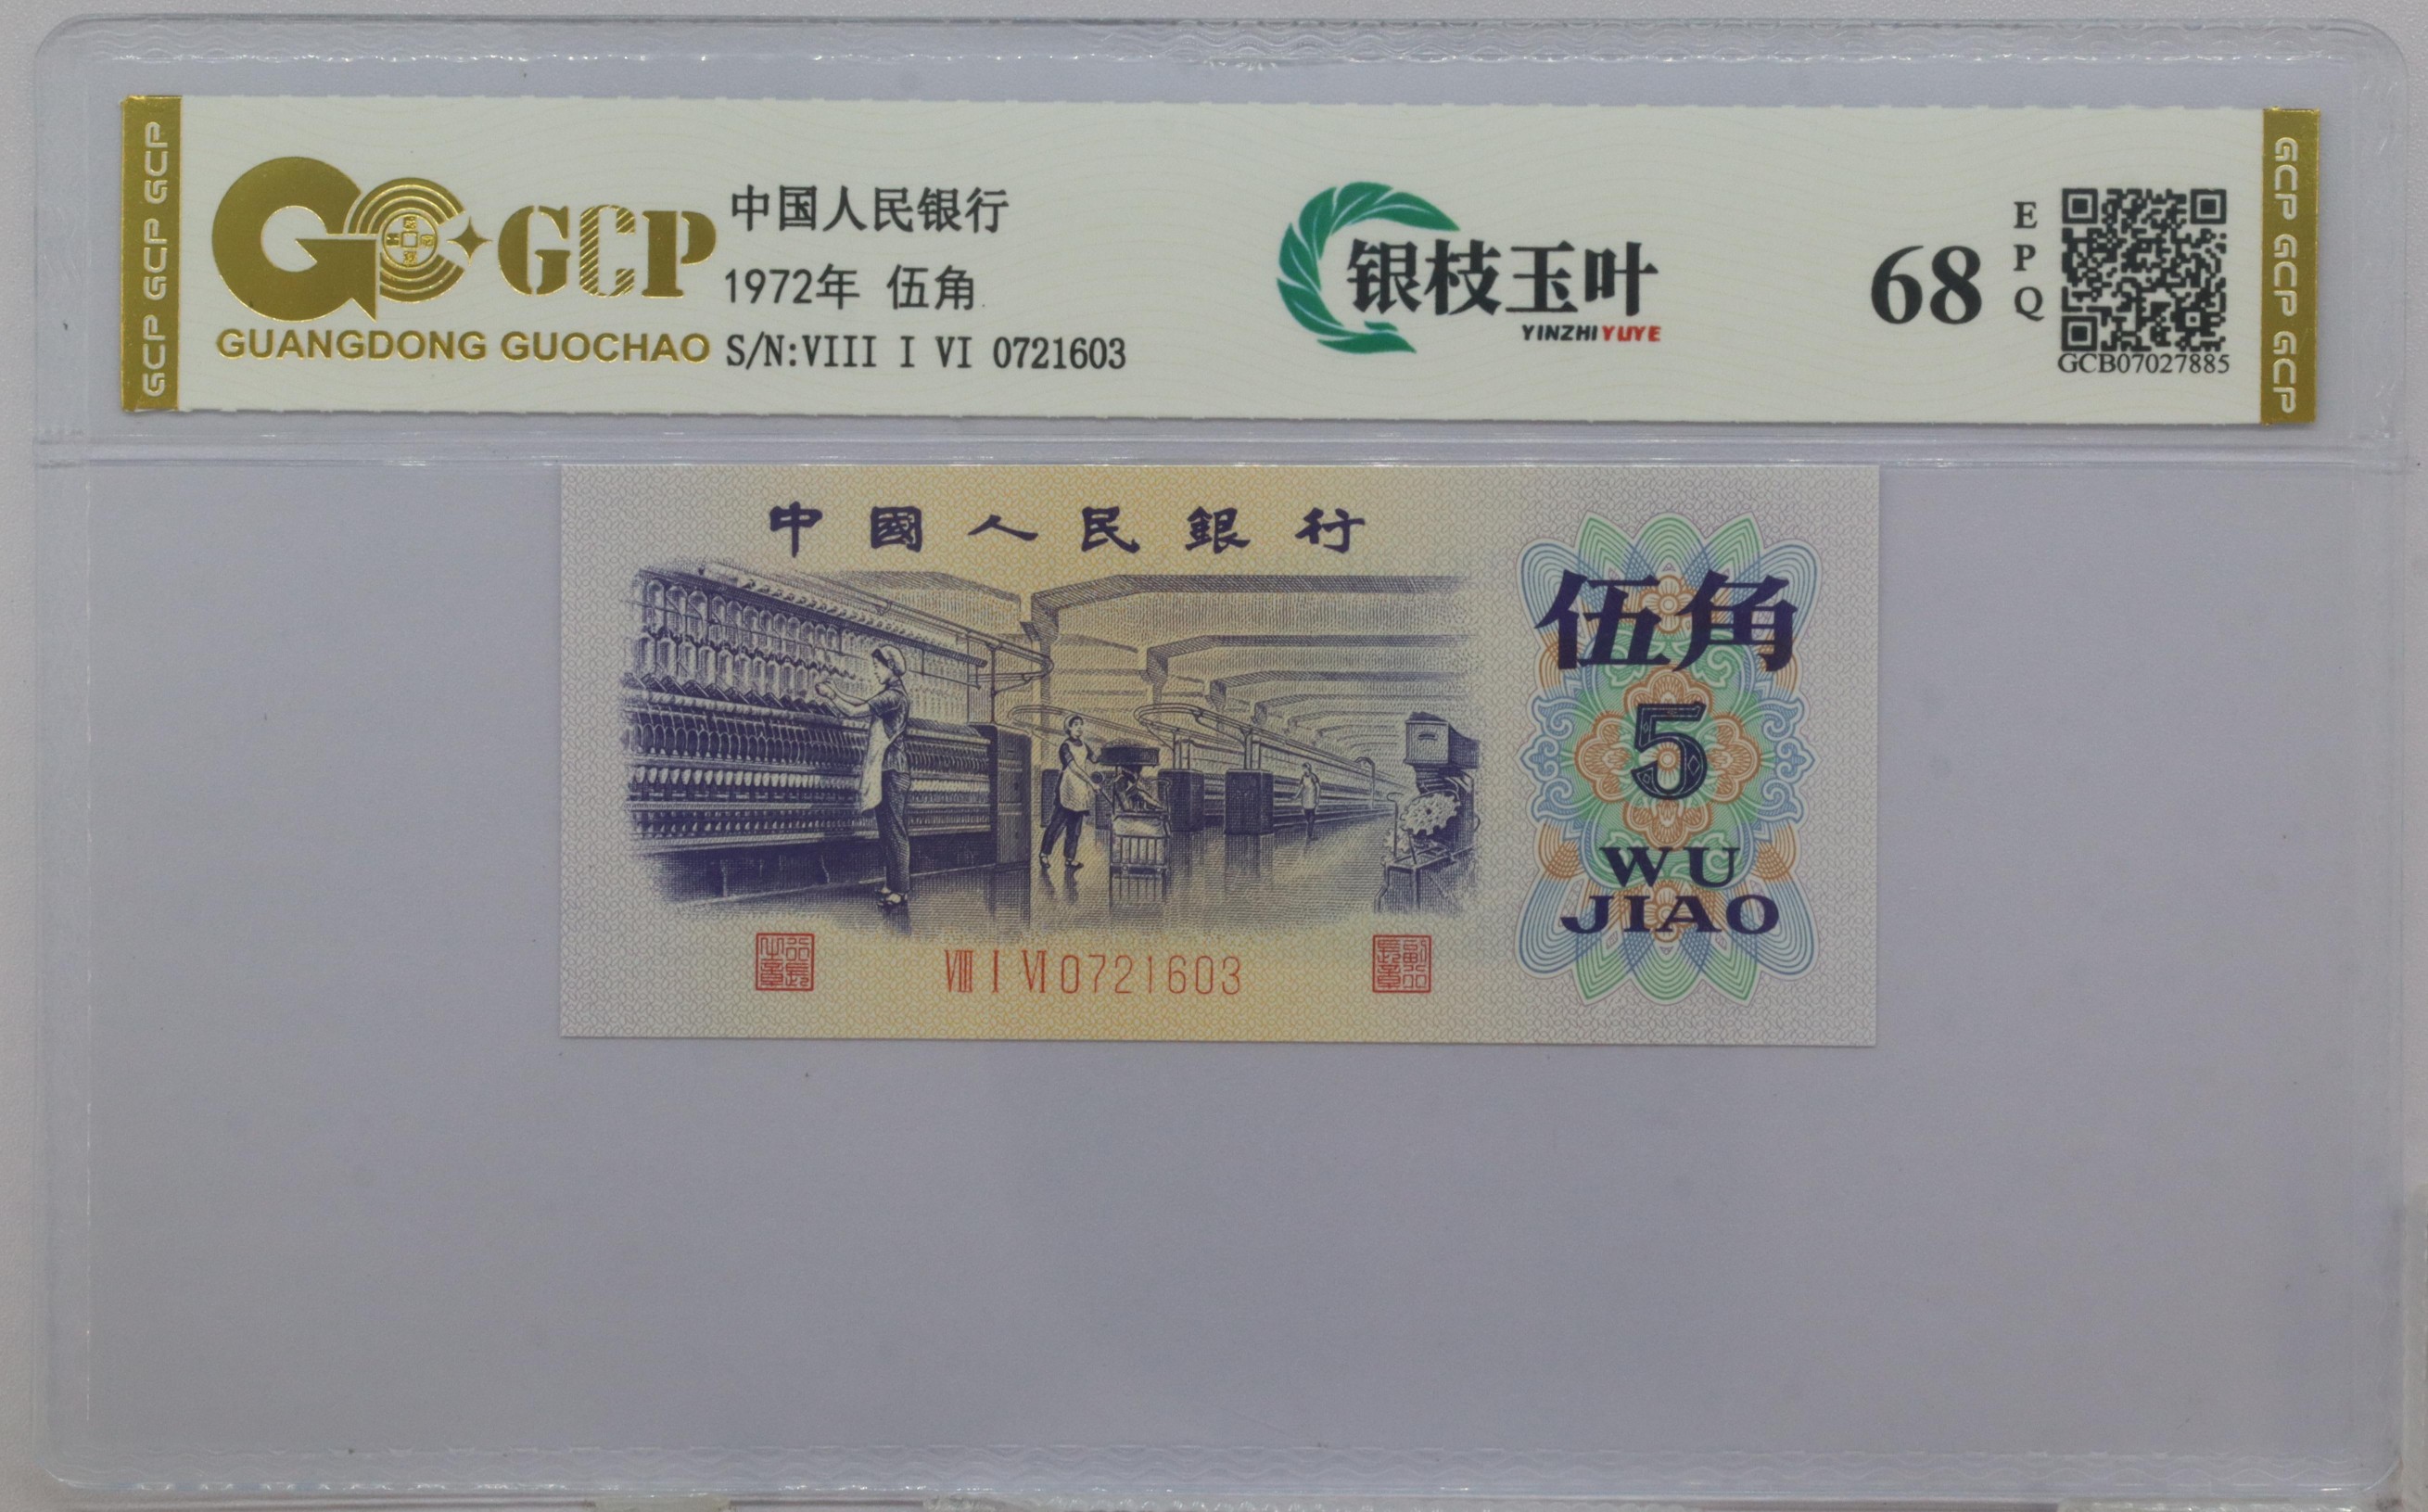 GCP GCP GCP
GCP
GUANGDONG GUOCHAO
中国人民银行
1972年 伍角
S/N:VIII I VI 0721603
银枝玉叶
YINZHIYUYE
68
EPQ
GCB07027885
GCP GCP GCP
中國人民銀行
伍角
5
WU
JIAO
VIII I VI 0721603